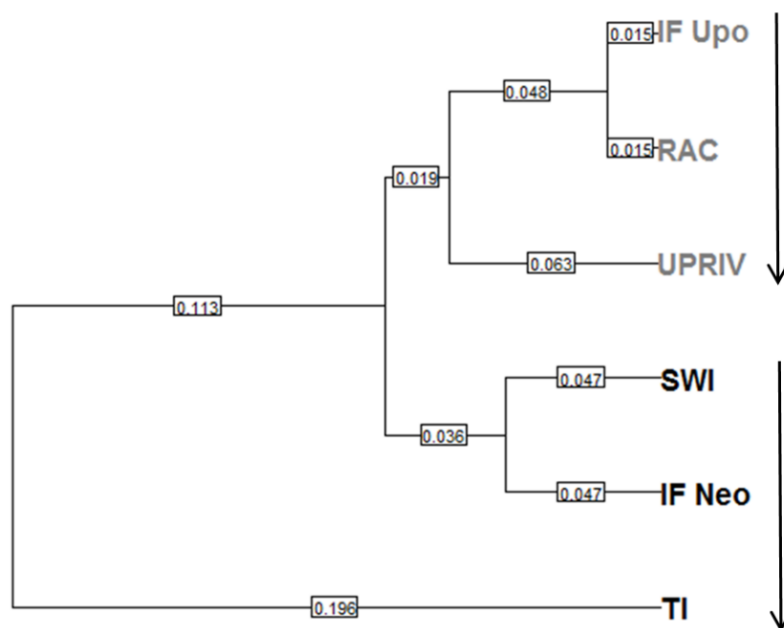 0.015 IF Upo
0.048
0.015 RAC
0.019
0.063 UPRIV
0.113
0.047 SWI
0.036
0.047 IF Neo
0.196 TI